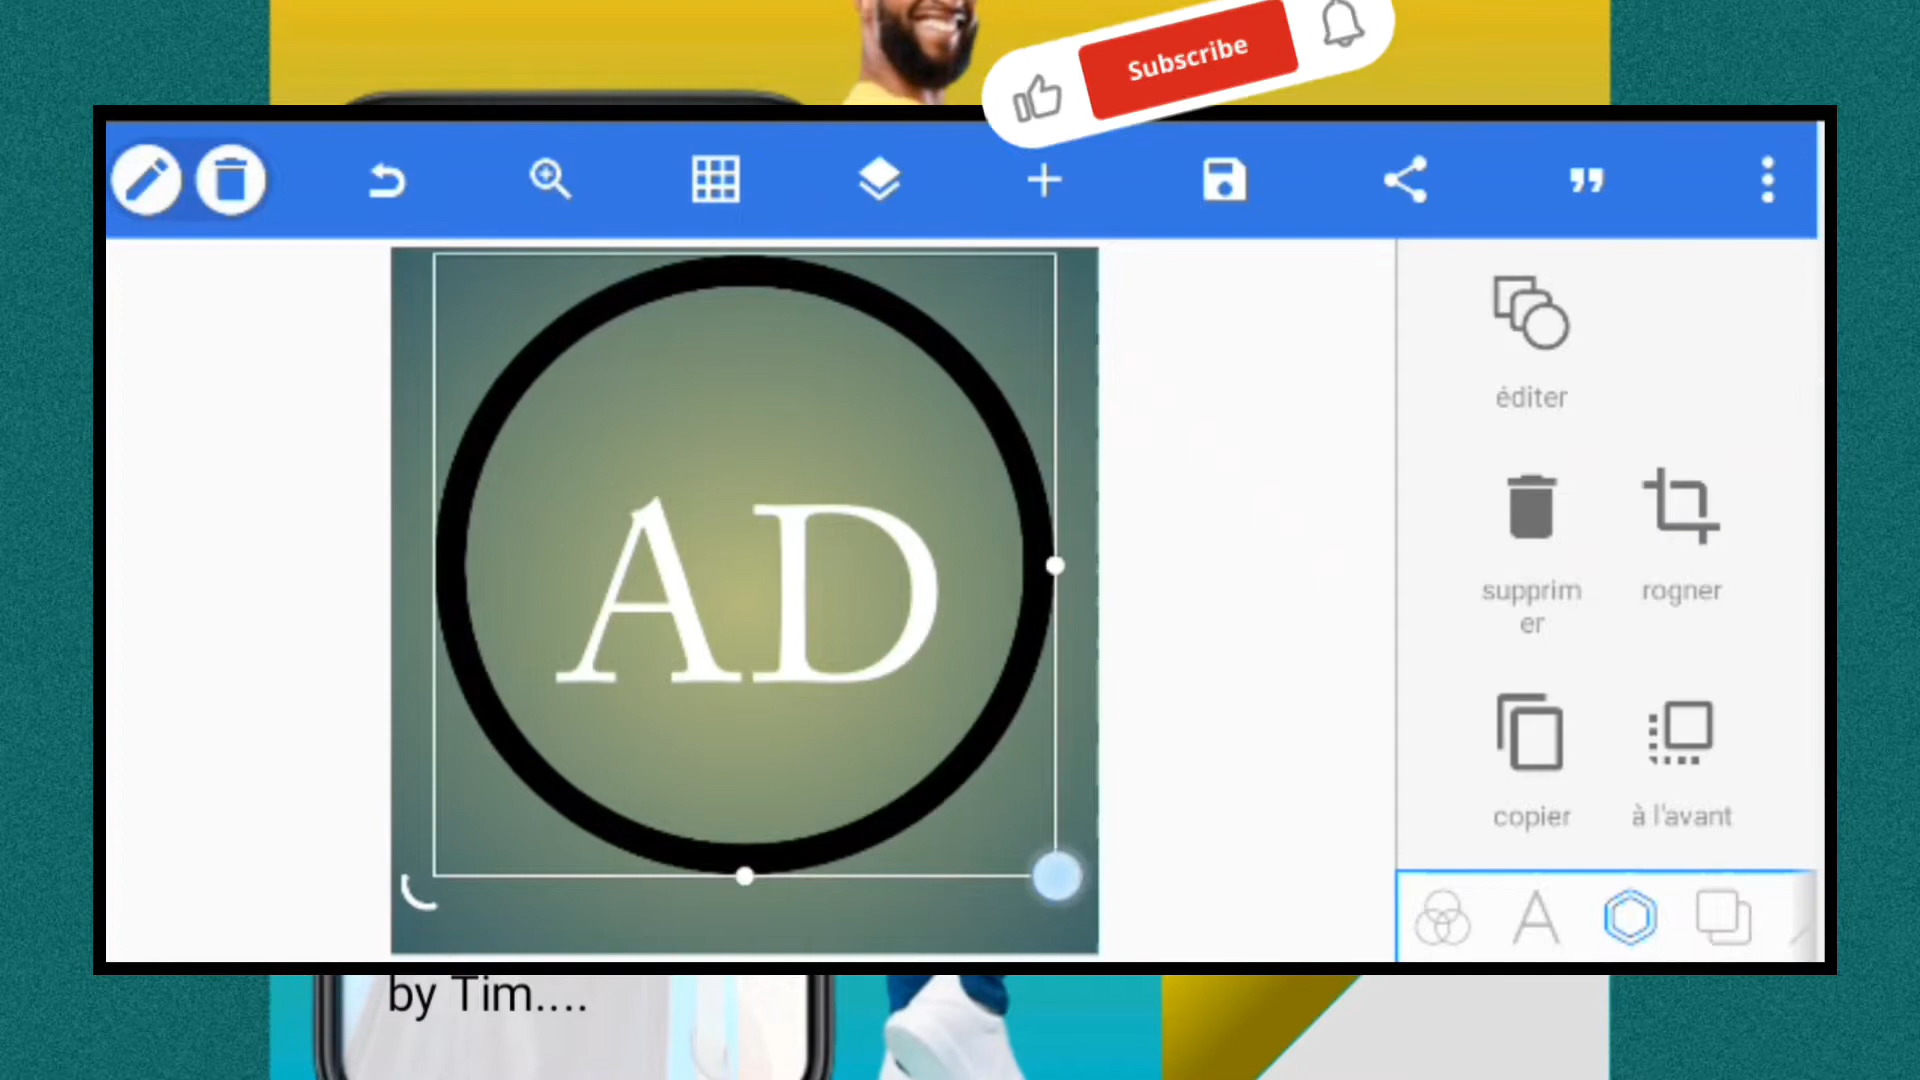 Subscribe
éditer
AD
supprim
er
rogner
copier
à l'avant
by Tim....